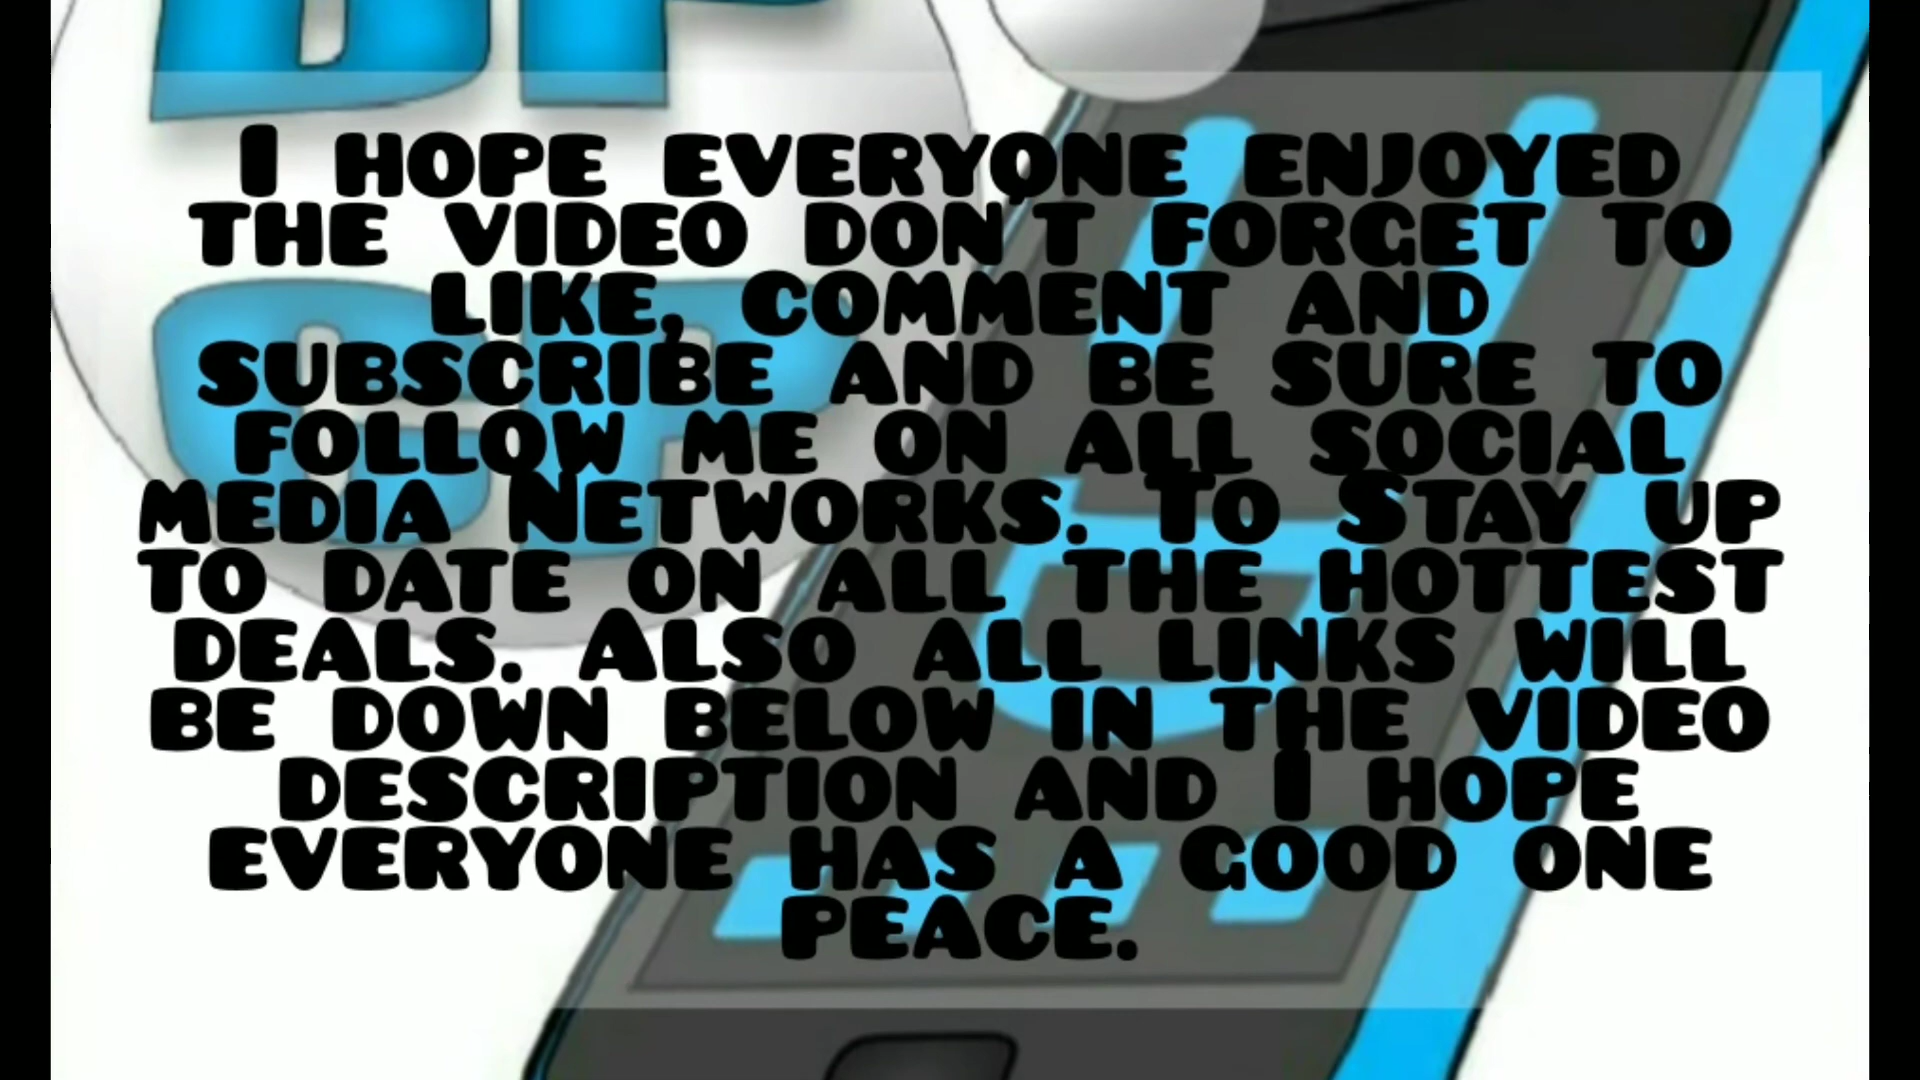 I hope everyone enjoyed
the video don't forget to
like, comment and
subscribe and be sure to
follow me on all social
media Networks. To Stay up
to date on all the hottest
deals. Also all links will
be down below in the video
description and I hope
everyone has a good one
peace.